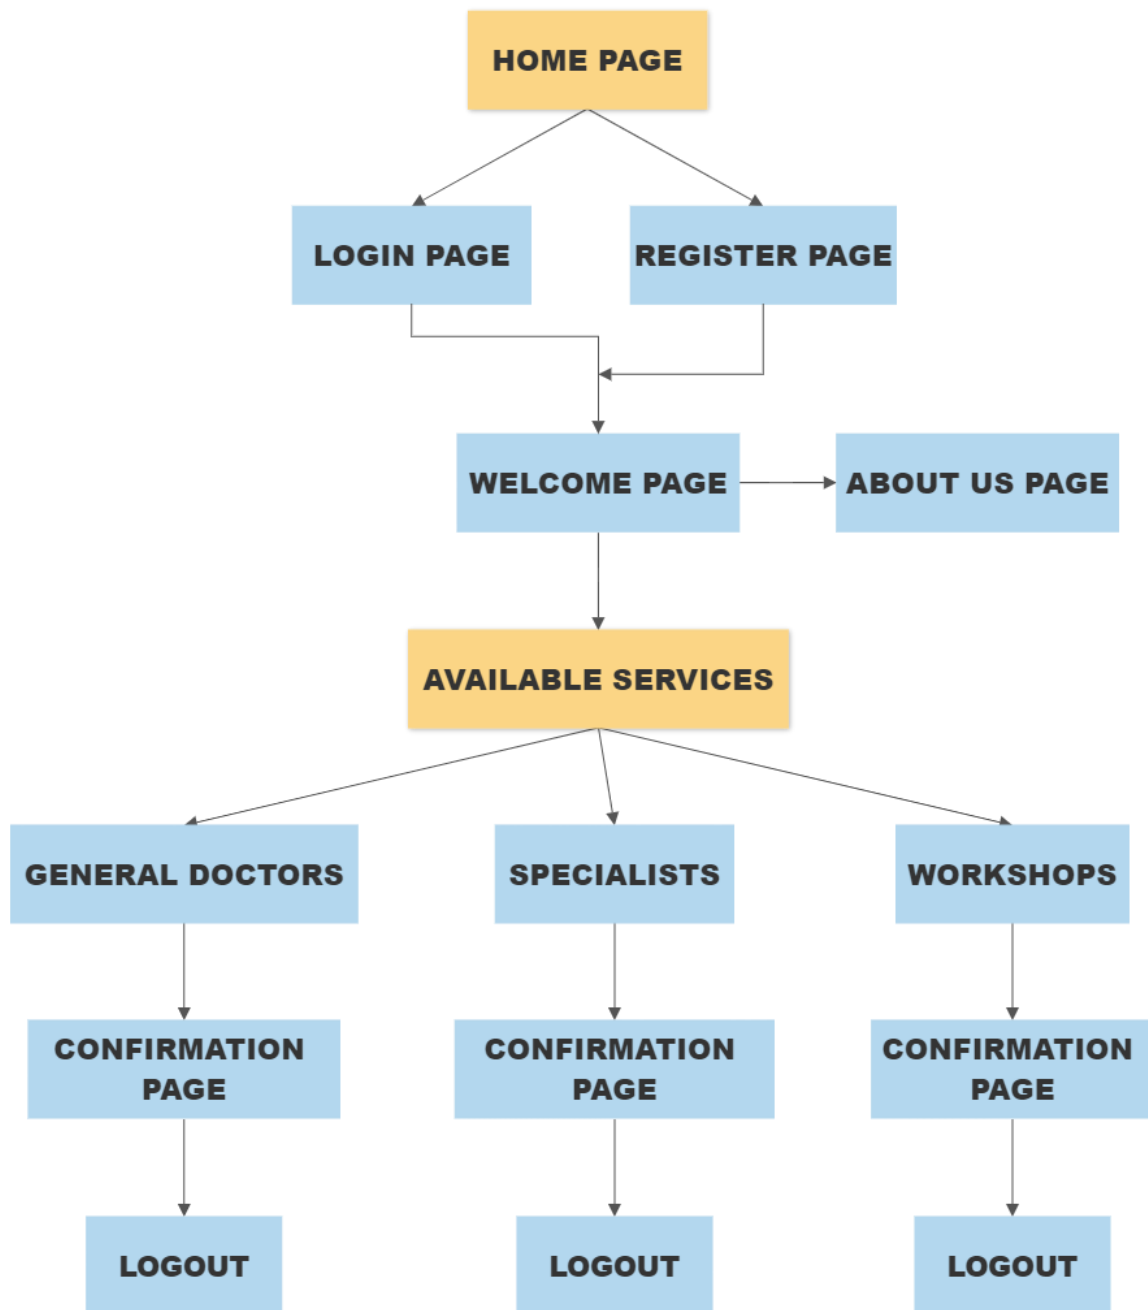 HOME PAGE
LOGIN PAGE
REGISTER PAGE
WELCOME PAGE
ABOUT US PAGE
AVAILABLE SERVICES
GENERAL DOCTORS
SPECIALISTS
WORKSHOPS
CONFIRMATION
PAGE
CONFIRMATION
PAGE
CONFIRMATION
PAGE
LOGOUT
LOGOUT
LOGOUT